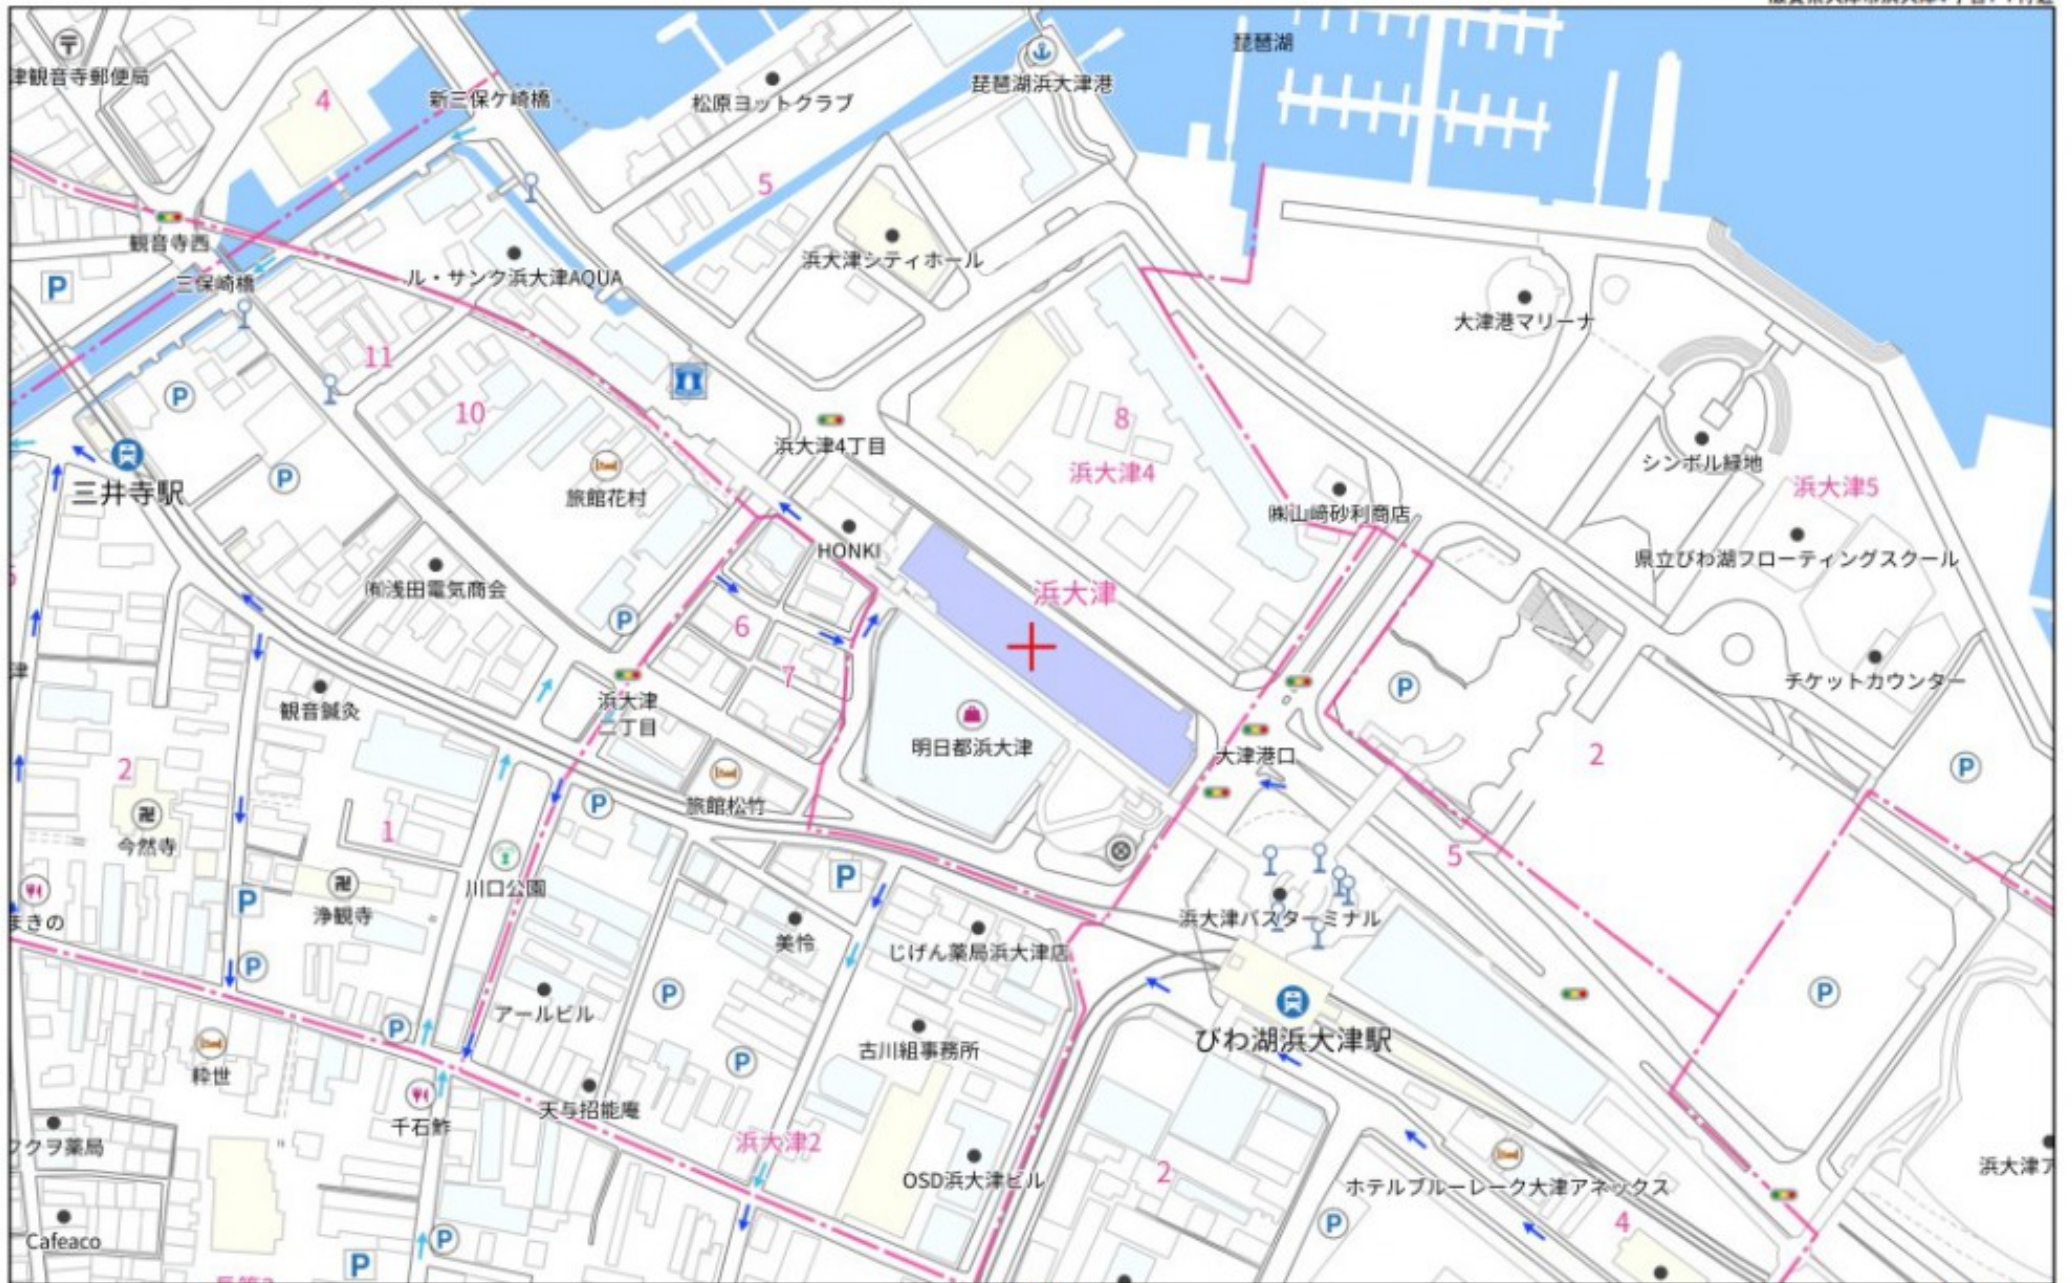 琵琶湖
津観音寺郵便局
4
新三保ケ崎橋
松原ヨットクラブ
琵琶湖浜大津港
5
観音寺西
P
三保崎橋
ル・サンク浜大津AQUA
浜大津シティホール
大津港マリーナ
11
P
10
8
浜大津4丁目
浜大津4
シンボル緑地
浜大津5
三井寺駅
P
旅館花村
㈱山崎砂利商店
HONKI
県立びわ湖フローティングスクール
㈲浅田電気商会
浜大津
P
6
7
浜大津
二丁目
P
チケットカウンター
津
観音鍼灸
明日都浜大津
大津港口
2
P
2
今然寺
旅館松竹
P
1
5
川口公園
P
P
まきの
浄観寺
美怜
浜大津バスターミナル
じげん薬局浜大津店
P
P
P
アールビル
P
古川組事務所
びわ湖浜大津駅
粋世
P
千石鮓
天与招能庵
浜大津2
ククヲ薬局
OSD浜大津ビル
2
ホテルブルーレーク大津アネックス
浜大津ア
Cafeaco
P
P
P
4